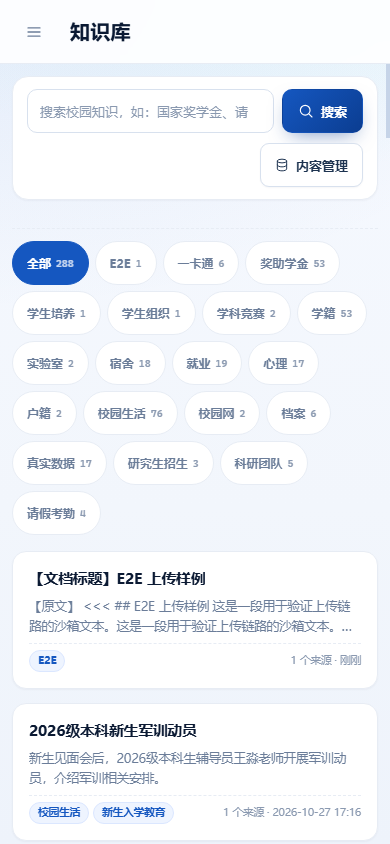 知识库
搜索校园知识，如：国家奖学金、请
搜索
内容管理
全部 288 E2E 1 一卡通 6 奖助学金 53
学生培养 1 学生组织 1 学科竞赛 2 学籍 53
实验室 2 宿舍 18 就业 19 心理 17
户籍 2 校园生活 76 校园网 2 档案 6
真实数据 17 研究生招生 3 科研团队 5
请假考勤 4
【文档标题】E2E 上传样例
【原文】 <<< ## E2E 上传样例 这是一段用于验证上传链
路的沙箱文本。这是一段用于验证上传链路的沙箱文本。...
E2E 1 个来源 · 刚刚
2026级本科新生军训动员
新生见面会后，2026级本科生辅导员王淼老师开展军训动
员，介绍军训相关安排。
校园生活 新生入学教育 1 个来源 · 2026-10-27 17:16